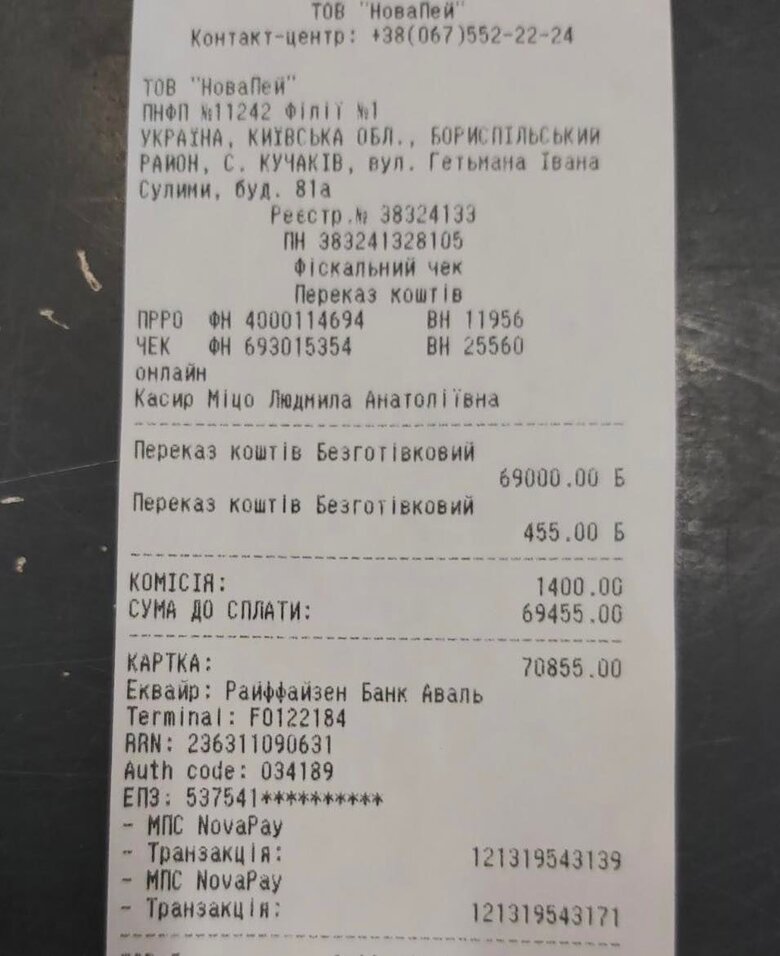 ТОВ "НоваПей"
Контакт-центр: +38(067)552-22-24
ТОВ "НоваПей"
ПНФП №11242 Філії №1
УКРАЇНА, КИЇВСЬКА ОБЛ., БОРИСПІЛЬСЬКИЙ
РАЙОН, С. КУЧАКІВ, вул. Гетьмана Івана
Сулими, буд. 81а
Реєстр.№ 38324133
ПН 383241328105
Фіскальний чек
Переказ коштів
ПРРО ФН 4000114694 ВН 11956
ЧЕК ФН 693015354 ВН 25560
онлайн
Касир Міцо Людмила Анатоліївна
Переказ коштів Безготівковий
69000.00 Б
Переказ коштів Безготівковий
455.00 Б
КОМІСІЯ: 1400.00
СУМА ДО СПЛАТИ: 69455.00
КАРТКА: 70855.00
Еквайр: Райффайзен Банк Аваль
Terminal: F0122184
RRN: 236311090631
Auth code: 034189
ЕПЗ: 537541**********
- МПС NovaPay
- Транзакція: 121319543139
- МПС NovaPay
- Транзакція: 121319543171